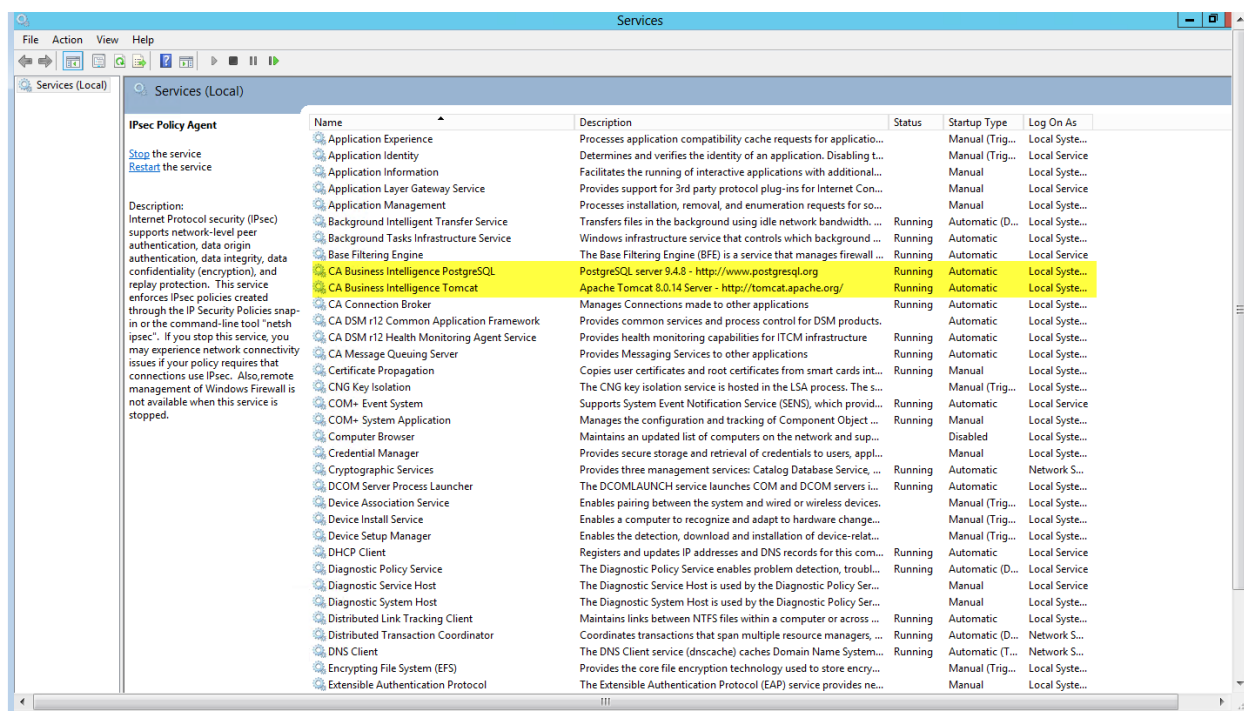 Services
File Action View Help
Services (Local)
Services (Local)
IPsec Policy Agent
Stop the service
Restart the service
Description:
Internet Protocol security (IPsec)
supports network-level peer
authentication, data origin
authentication, data integrity, data
confidentiality (encryption), and
replay protection. This service
enforces IPsec policies created
through the IP Security Policies snap-
in or the command-line tool "netsh
ipsec". If you stop this service, you
may experience network connectivity
issues if your policy requires that
connections use IPsec. Also,remote
management of Windows Firewall is
not available when this service is
stopped.
Name Description Status Startup Type Log On As
Application Experience Processes application compatibility cache requests for applicatio... Manual (Trig... Local Syste...
Application Identity Determines and verifies the identity of an application. Disabling t... Manual (Trig... Local Service
Application Information Facilitates the running of interactive applications with additional... Manual Local Syste...
Application Layer Gateway Service Provides support for 3rd party protocol plug-ins for Internet Con... Manual Local Service
Application Management Processes installation, removal, and enumeration requests for so... Manual Local Syste...
Background Intelligent Transfer Service Transfers files in the background using idle network bandwidth. ... Running Automatic (D... Local Syste...
Background Tasks Infrastructure Service Windows infrastructure service that controls which background ... Running Automatic Local Syste...
Base Filtering Engine The Base Filtering Engine (BFE) is a service that manages firewall ... Running Automatic Local Service
CA Business Intelligence PostgreSQL PostgreSQL server 9.4.8 - http://www.postgresql.org Running Automatic Local Syste...
CA Business Intelligence Tomcat Apache Tomcat 8.0.14 Server - http://tomcat.apache.org/ Running Automatic Local Syste...
CA Connection Broker Manages Connections made to other applications Running Automatic Local Syste...
CA DSM r12 Common Application Framework Provides common services and process control for DSM products. Automatic Local Syste...
CA DSM r12 Health Monitoring Agent Service Provides health monitoring capabilities for ITCM infrastructure Running Automatic Local Syste...
CA Message Queuing Server Provides Messaging Services to other applications Running Automatic Local Syste...
Certificate Propagation Copies user certificates and root certificates from smart cards int... Running Manual Local Syste...
CNG Key Isolation The CNG key isolation service is hosted in the LSA process. The s... Manual (Trig... Local Syste...
COM+ Event System Supports System Event Notification Service (SENS), which provid... Running Automatic Local Service
COM+ System Application Manages the configuration and tracking of Component Object ... Running Manual Local Syste...
Computer Browser Maintains an updated list of computers on the network and sup... Disabled Local Syste...
Credential Manager Provides secure storage and retrieval of credentials to users, appl... Manual Local Syste...
Cryptographic Services Provides three management services: Catalog Database Service, ... Running Automatic Network S...
DCOM Server Process Launcher The DCOMLAUNCH service launches COM and DCOM servers i... Running Automatic Local Syste...
Device Association Service Enables pairing between the system and wired or wireless devices. Manual (Trig... Local Syste...
Device Install Service Enables a computer to recognize and adapt to hardware change... Manual (Trig... Local Syste...
Device Setup Manager Enables the detection, download and installation of device-relat... Manual (Trig... Local Syste...
DHCP Client Registers and updates IP addresses and DNS records for this com... Running Automatic Local Service
Diagnostic Policy Service The Diagnostic Policy Service enables problem detection, troubl... Running Automatic (D... Local Service
Diagnostic Service Host The Diagnostic Service Host is used by the Diagnostic Policy Ser... Manual Local Service
Diagnostic System Host The Diagnostic System Host is used by the Diagnostic Policy Ser... Manual Local Syste...
Distributed Link Tracking Client Maintains links between NTFS files within a computer or across ... Running Automatic Local Syste...
Distributed Transaction Coordinator Coordinates transactions that span multiple resource managers, ... Running Automatic (D... Network S...
DNS Client The DNS Client service (dnscache) caches Domain Name System... Running Automatic (T... Network S...
Encrypting File System (EFS) Provides the core file encryption technology used to store encry... Manual (Trig... Local Syste...
Extensible Authentication Protocol The Extensible Authentication Protocol (EAP) service provides ne... Manual Local Syste...